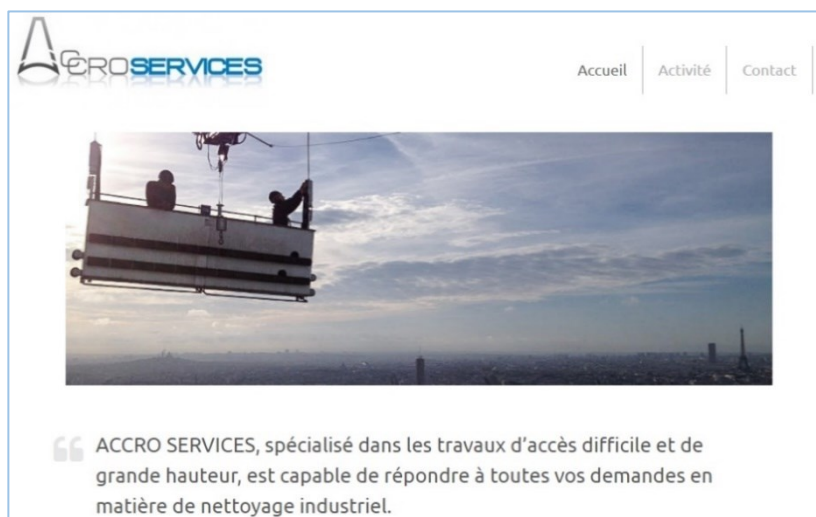 ACCROSERVICES
Accueil
Activité
Contact
ACCRO SERVICES, spécialisé dans les travaux d’accès difficile et de
grande hauteur, est capable de répondre à toutes vos demandes en
matière de nettoyage industriel.